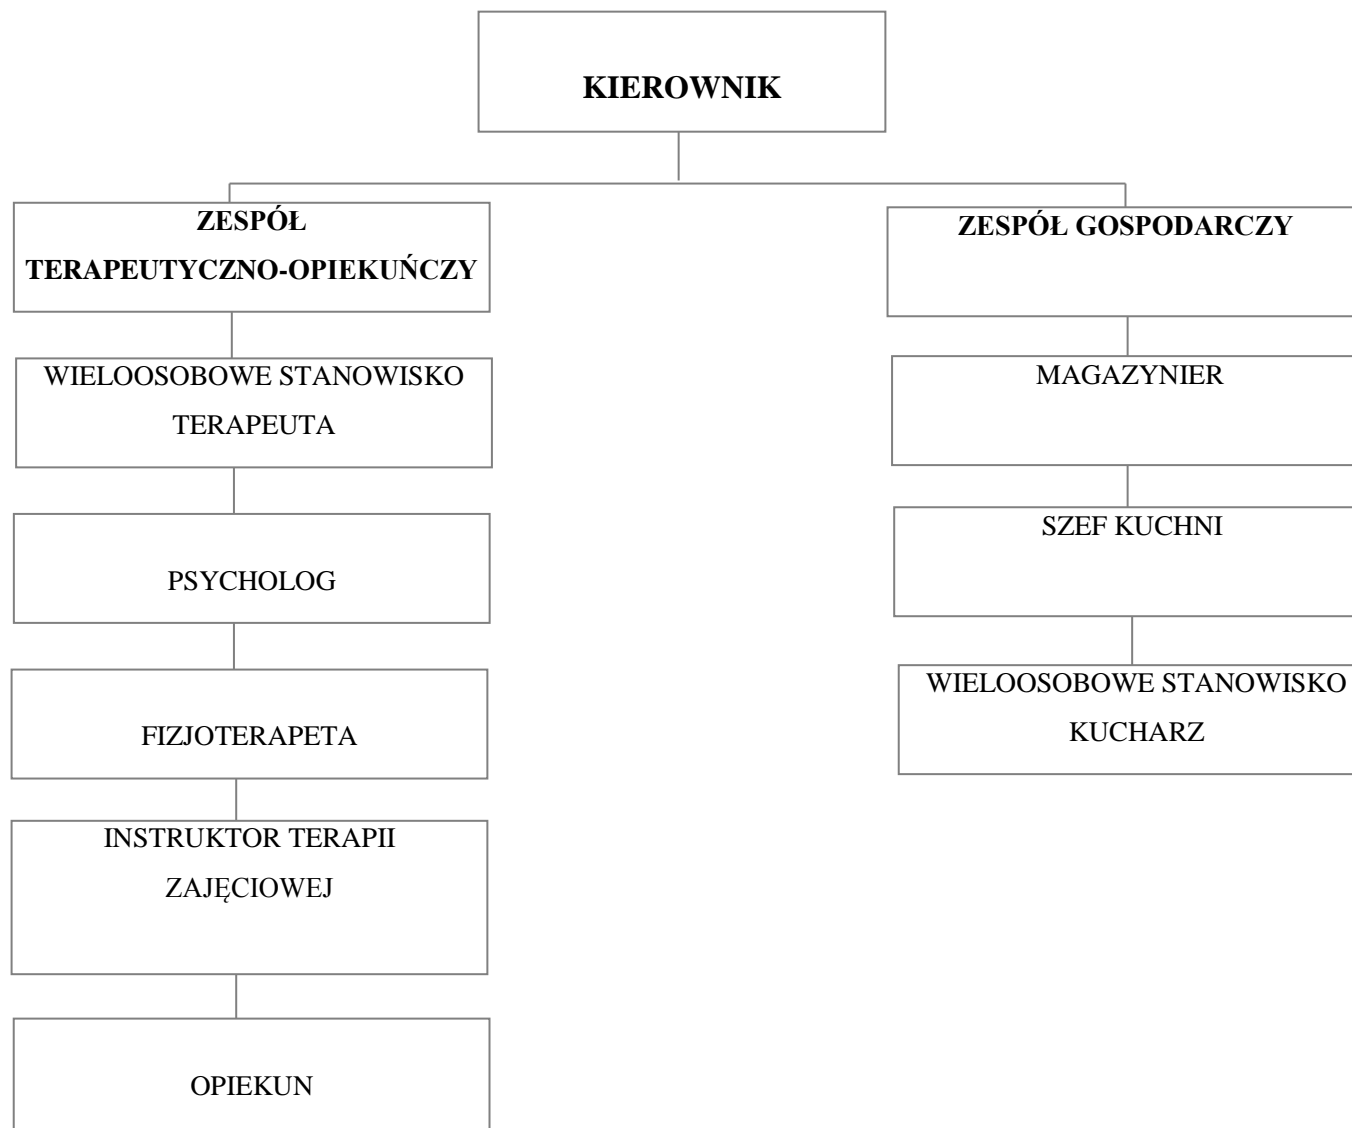 KIEROWNIK
ZESPÓŁ
TERAPEUTYCZNO-OPIEKUŃCZY
WIELOOSOBOWE STANOWISKO
TERAPEUTA
PSYCHOLOG
FIZJOTERAPETA
INSTRUKTOR TERAPII
ZAJĘCIOWEJ
OPIEKUN
ZESPÓŁ GOSPODARCZY
MAGAZYNIER
SZEF KUCHNI
WIELOOSOBOWE STANOWISKO
KUCHARZ